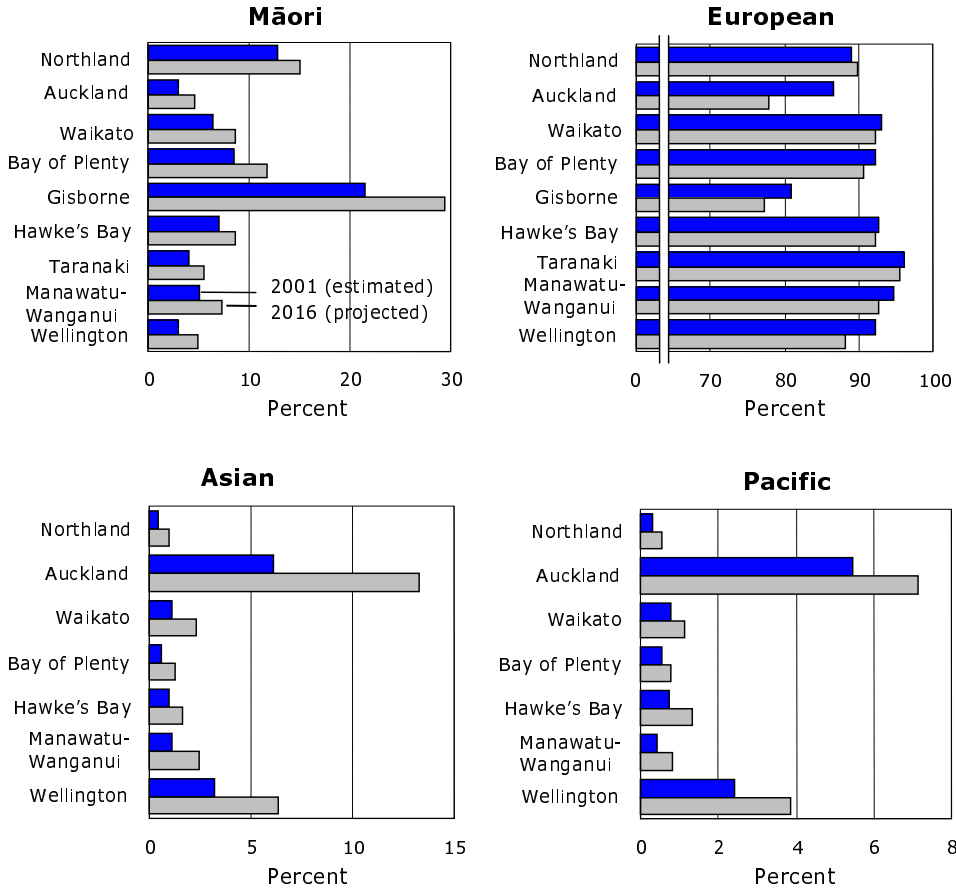 Māori
Northland
Auckland
Waikato
Bay of Plenty
Gisborne
Hawke's Bay
Taranaki
Manawatu-
Wanganui
Wellington
2001 (estimated)
2016 (projected)
0 10 20 30
Percent
European
Northland
Auckland
Waikato
Bay of Plenty
Gisborne
Hawke's Bay
Taranaki
Manawatu-
Wanganui
Wellington
0 70 80 90 100
Percent
Asian
Northland
Auckland
Waikato
Bay of Plenty
Hawke's Bay
Manawatu-
Wanganui
Wellington
0 5 10 15
Percent
Pacific
Northland
Auckland
Waikato
Bay of Plenty
Hawke's Bay
Manawatu-
Wanganui
Wellington
0 2 4 6 8
Percent